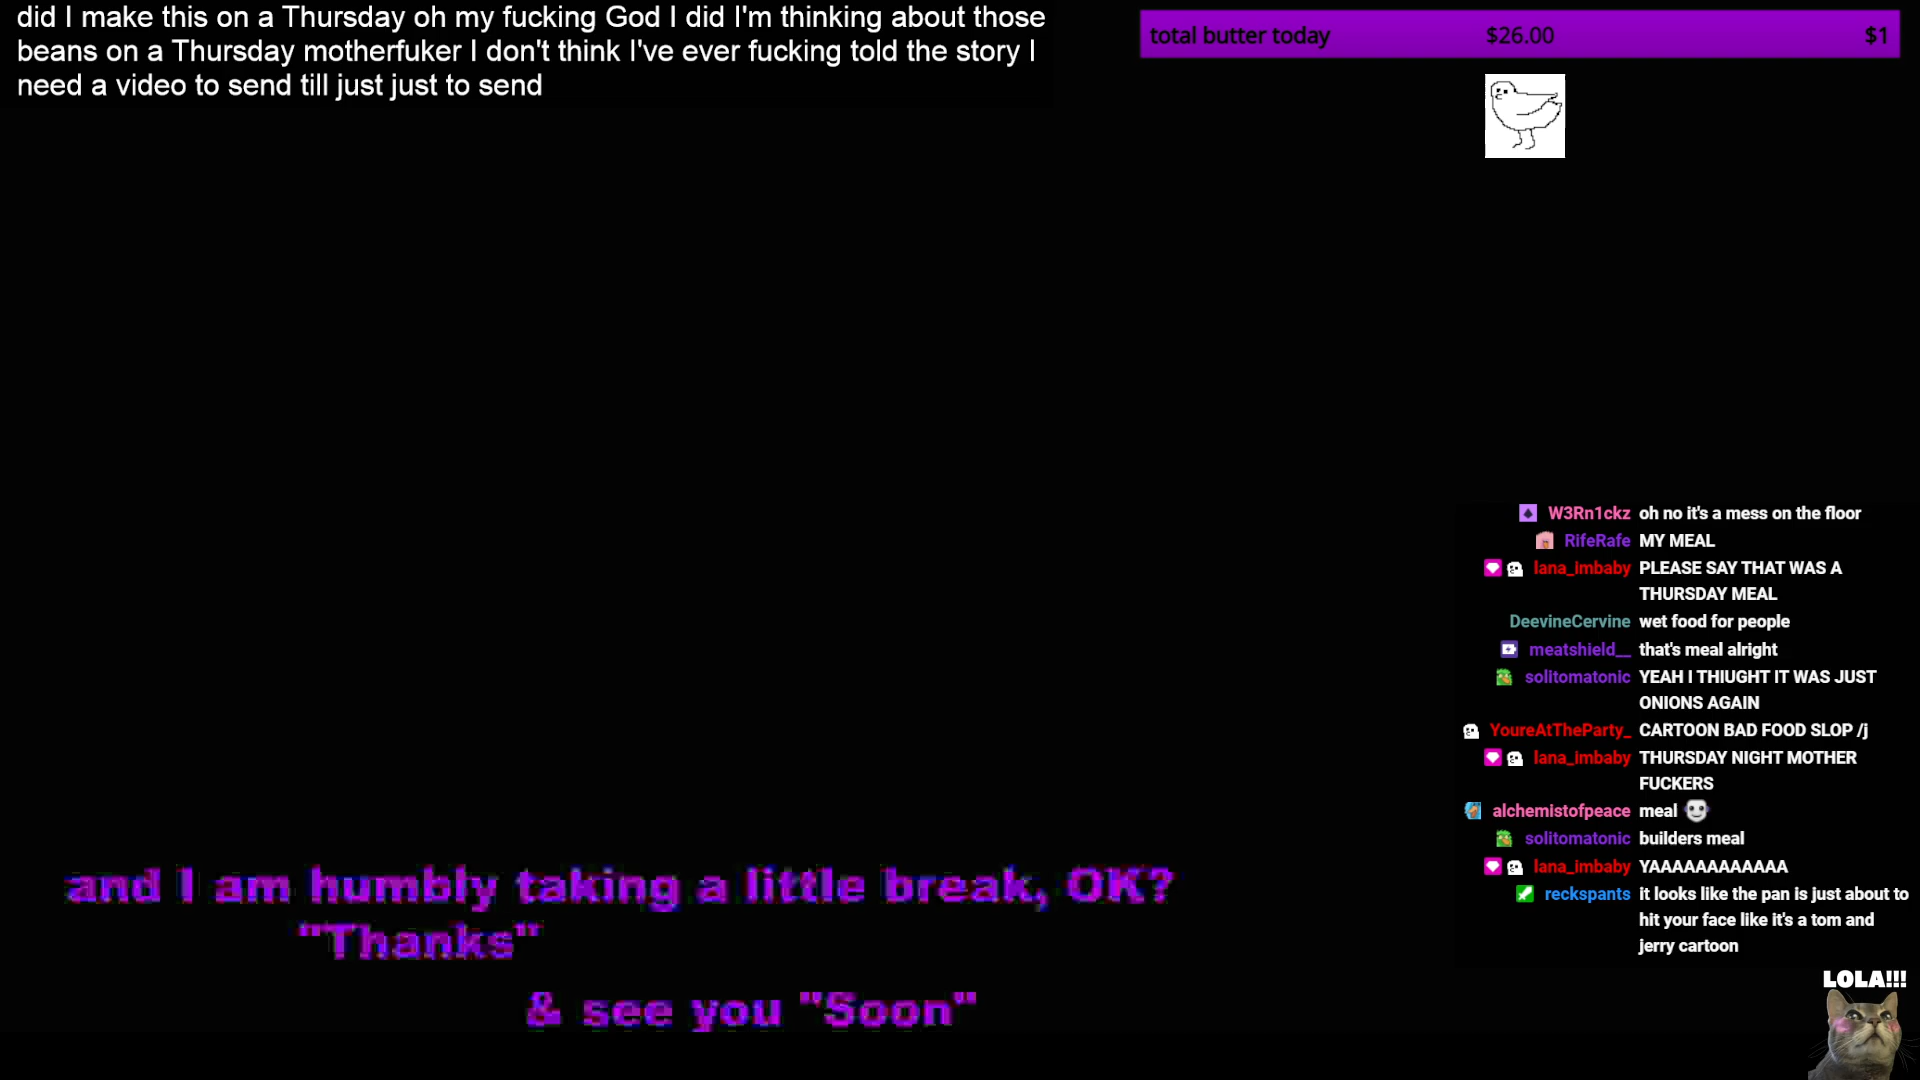 did I make this on a Thursday oh my fucking God I did I'm thinking about those
beans on a Thursday motherfuker I don't think I've ever fucking told the story I
need a video to send till just just to send
total butter today $26.00 $1
W3Rn1ckz oh no it's a mess on the floor
RifeRafe MY MEAL
lana_imbaby PLEASE SAY THAT WAS A
THURSDAY MEAL
DeevineCervine wet food for people
meatshield__ that's meal alright
solitomatonic YEAH I THIUGHT IT WAS JUST
ONIONS AGAIN
YoureAtTheParty_ CARTOON BAD FOOD SLOP /j
lana_imbaby THURSDAY NIGHT MOTHER
FUCKERS
alchemistofpeace meal
solitomatonic builders meal
lana_imbaby YAAAAAAAAAAAA
reckspants it looks like the pan is just about to
hit your face like it's a tom and
jerry cartoon
and I am humbly taking a little break, OK?
"Thanks"
& see you "Soon"
LOLA!!!